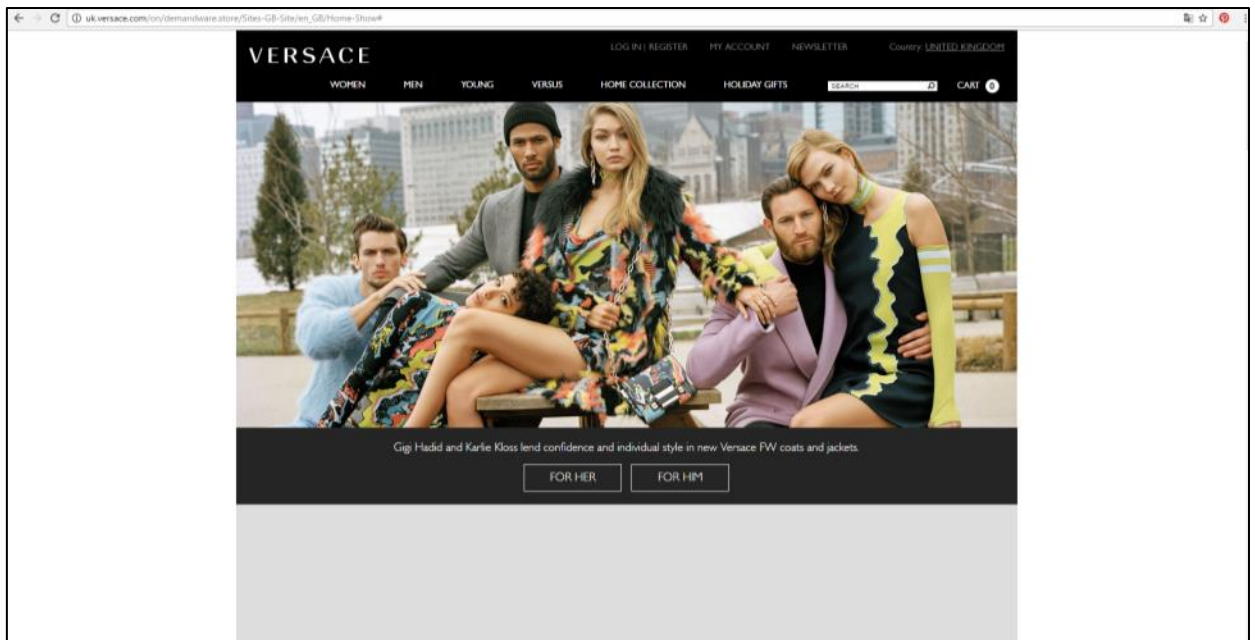 uk.versace.com/on/demandware.store/Sites-GB-Site/en_GB/Home-Show#
LOG IN | REGISTER MY ACCOUNT NEWSLETTER Country: UNITED KINGDOM
VERSACE
WOMEN MEN YOUNG VERSUS HOME COLLECTION HOLIDAY GIFTS SEARCH CART 0
Gigi Hadid and Karlie Kloss lend confidence and individual style in new Versace FW coats and jackets.
FOR HER FOR HIM